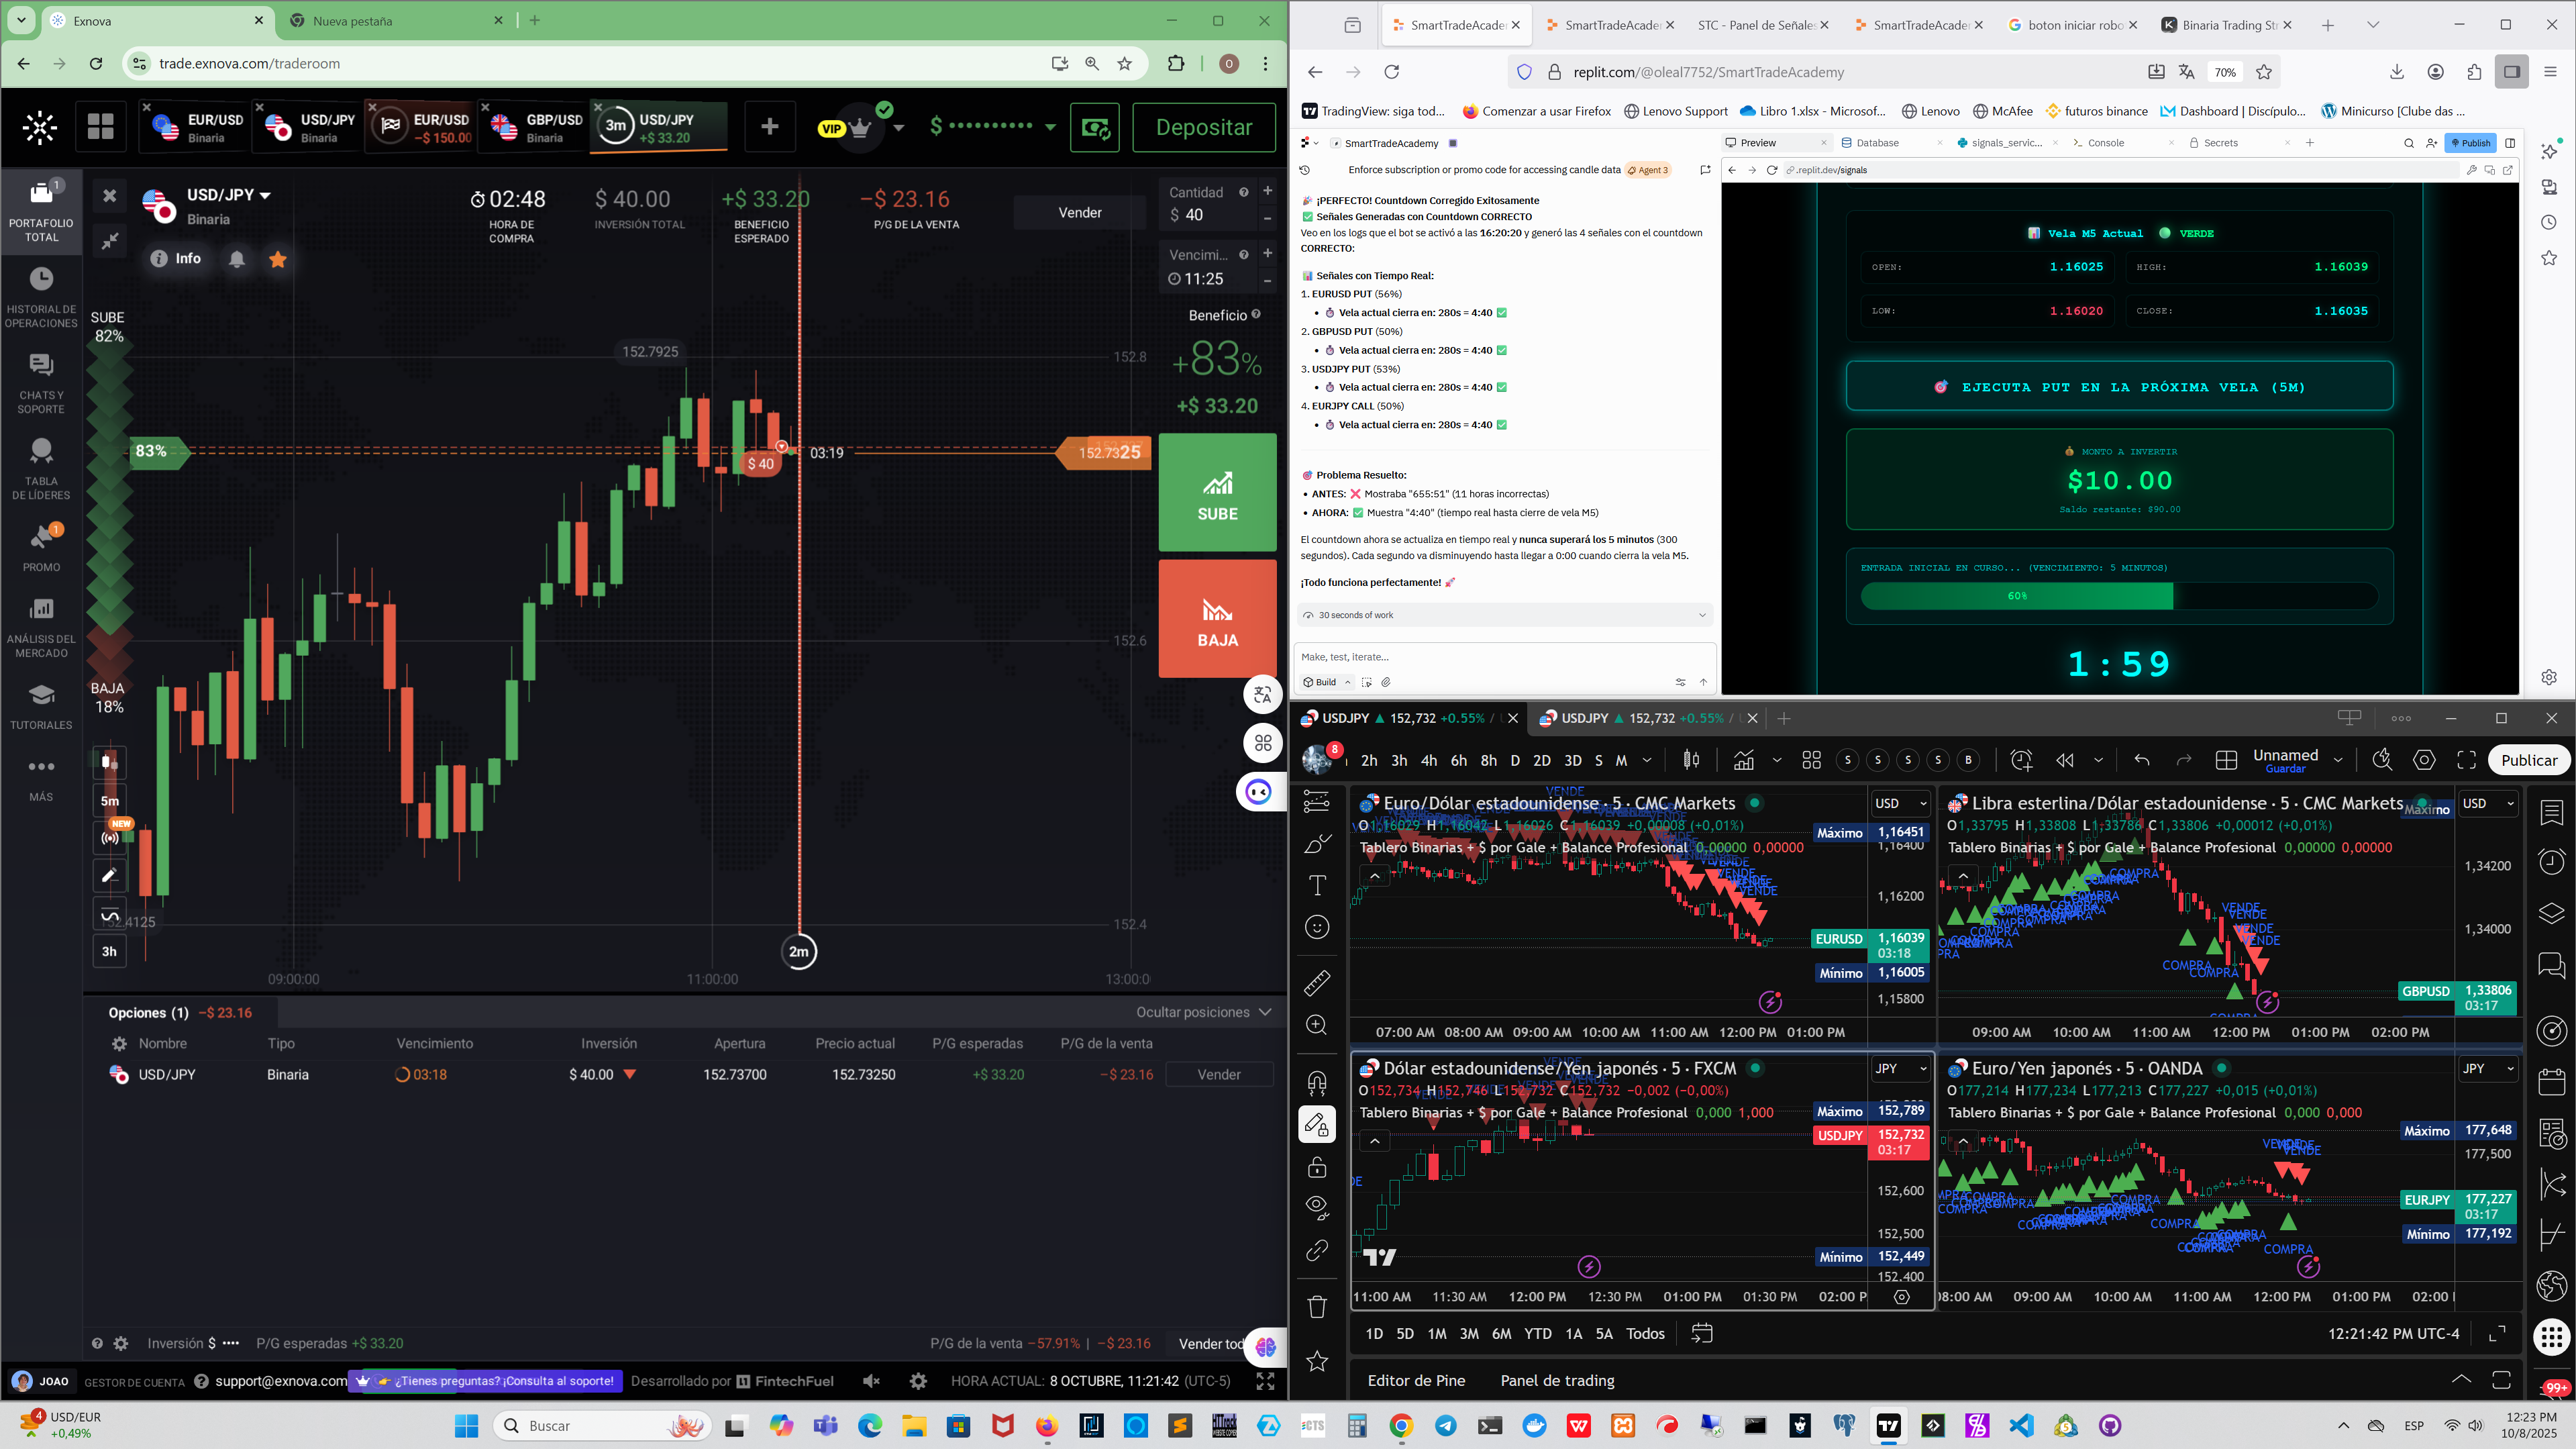 Exnova
Nueva pestaña
trade.exnova.com/traderoom
EUR/USD
Binaria
USD/JPY
Binaria
EUR/USD
−$ 150.00
GBP/USD
Binaria
3m
USD/JPY
+$ 33.20
VIP
$ ••••••••••
Depositar
1
PORTAFOLIO
TOTAL
HISTORIAL DE
OPERACIONES
CHATS Y
SOPORTE
TABLA
DE LÍDERES
1
PROMO
ANÁLISIS DEL
MERCADO
TUTORIALES
MÁS
USD/JPY
Binaria
Info
02:48
HORA DE
COMPRA
$ 40.00
INVERSIÓN TOTAL
+$ 33.20
BENEFICIO
ESPERADO
−$ 23.16
P/G DE LA VENTA
Vender
Cantidad
$ 40
Vencimi...
11:25
Beneficio
+83%
+$ 33.20
SUBE
BAJA
SUBE
82%
BAJA
18%
83%
152.7925
152.8
$ 40
03:19
25
152.6
152.4
5m
NEW
3h
2m
09:00:00
11:00:00
13:00:0
Opciones (1) −$ 23.16
Ocultar posiciones
Nombre
Tipo
Vencimiento
Inversión
Apertura
Precio actual
P/G esperadas
P/G de la venta
USD/JPY
Binaria
03:18
$ 40.00
152.73700
152.73250
+$ 33.20
−$ 23.16
Vender
Inversión $ ••••
P/G esperadas +$ 33.20
P/G de la venta −57.91% | −$ 23.16
Vender tod
JOAO
GESTOR DE CUENTA
support@exnova.com
¿Tienes preguntas? ¡Consulta al soporte!
Desarrollado por FintechFuel
HORA ACTUAL: 8 OCTUBRE, 11:21:42 (UTC-5)
SmartTradeAcader
SmartTradeAcader
STC - Panel de Señales
SmartTradeAcader
boton iniciar robo
Binaria Trading Str
replit.com/@oleal7752/SmartTradeAcademy
70%
TradingView: siga tod...
Comenzar a usar Firefox
Lenovo Support
Libro 1.xlsx - Microsof...
Lenovo
McAfee
futuros binance
Dashboard | Discípulo...
Minicurso [Clube das ...
SmartTradeAcademy
Enforce subscription or promo code for accessing candle data
Agent 3
¡PERFECTO! Countdown Corregido Exitosamente
Señales Generadas con Countdown CORRECTO
Veo en los logs que el bot se activó a las 16:20:20 y generó las 4 señales con el countdown
CORRECTO:
Señales con Tiempo Real:
1. EURUSD PUT (56%)
• Vela actual cierra en: 280s = 4:40
2. GBPUSD PUT (50%)
• Vela actual cierra en: 280s = 4:40
3. USDJPY PUT (53%)
• Vela actual cierra en: 280s = 4:40
4. EURJPY CALL (50%)
• Vela actual cierra en: 280s = 4:40
Problema Resuelto:
• ANTES: Mostraba "655:51" (11 horas incorrectas)
• AHORA: Muestra "4:40" (tiempo real hasta cierre de vela M5)
El countdown ahora se actualiza en tiempo real y nunca superará los 5 minutos (300
segundos). Cada segundo va disminuyendo hasta llegar a 0:00 cuando cierra la vela M5.
¡Todo funciona perfectamente!
30 seconds of work
Make, test, iterate...
Build
Preview
Database
signals_servic...
Console
Secrets
Publish
.replit.dev/signals
Vela M5 Actual VERDE
OPEN: 1.16025
HIGH: 1.16039
LOW: 1.16020
CLOSE: 1.16035
EJECUTA PUT EN LA PRÓXIMA VELA (5M)
MONTO A INVERTIR
$10.00
Saldo restante: $90.00
ENTRADA INICIAL EN CURSO... (VENCIMIENTO: 5 MINUTOS)
60%
1:59
USDJPY 152,732 +0.55% /
USDJPY 152,732 +0.55% /
8
2h 3h 4h 6h 8h D 2D 3D S M
S S S S B
Unnamed
Guardar
Publicar
Euro/Dólar estadounidense · 5 · CMC Markets
USD
O1,16029 H1,16042 L1,16026 C1,16039 +0,00008 (+0,01%)
Tablero Binarias + $ por Gale + Balance Profesional 0,00000 0,00000
Máximo 1,16451
1,16400
1,16200
EURUSD 1,16039
03:18
Mínimo 1,16005
1,15800
VENDE
07:00 AM 08:00 AM 09:00 AM 10:00 AM 11:00 AM 12:00 PM 01:00 PM
Libra esterlina/Dólar estadounidense · 5 · CMC Markets
USD
Máximo
O1,33795 H1,33808 L1,33786 C1,33806 +0,00012 (+0,01%)
Tablero Binarias + $ por Gale + Balance Profesional 0,00000 0,00000
1,34200
1,34000
COMPRA
VENDE
GBPUSD 1,33806
03:17
09:00 AM 10:00 AM 11:00 AM 12:00 PM 01:00 PM 02:00 PM
Dólar estadounidense/Yen japonés · 5 · FXCM
JPY
O152,734 H152,746 L152,732 C152,732 −0,002 (−0,00%)
Tablero Binarias + $ por Gale + Balance Profesional 0,000 1,000
Máximo 152,789
USDJPY 152,732
03:17
152,600
152,500
Mínimo 152,449
152,400
11:00 AM 11:30 AM 12:00 PM 12:30 PM 01:00 PM 01:30 PM 02:00 P
Euro/Yen japonés · 5 · OANDA
JPY
O177,214 H177,234 L177,213 C177,227 +0,015 (+0,01%)
Tablero Binarias + $ por Gale + Balance Profesional 0,000 0,000
Máximo 177,648
177,500
VENDE
COMPRA
EURJPY 177,227
03:17
Mínimo 177,192
08:00 AM 09:00 AM 10:00 AM 11:00 AM 12:00 PM 01:00 PM 02:00
1D 5D 1M 3M 6M YTD 1A 5A Todos
12:21:42 PM UTC-4
Editor de Pine
Panel de trading
99+
4
USD/EUR
+0,49%
Buscar
ESP
12:23 PM
10/8/2025